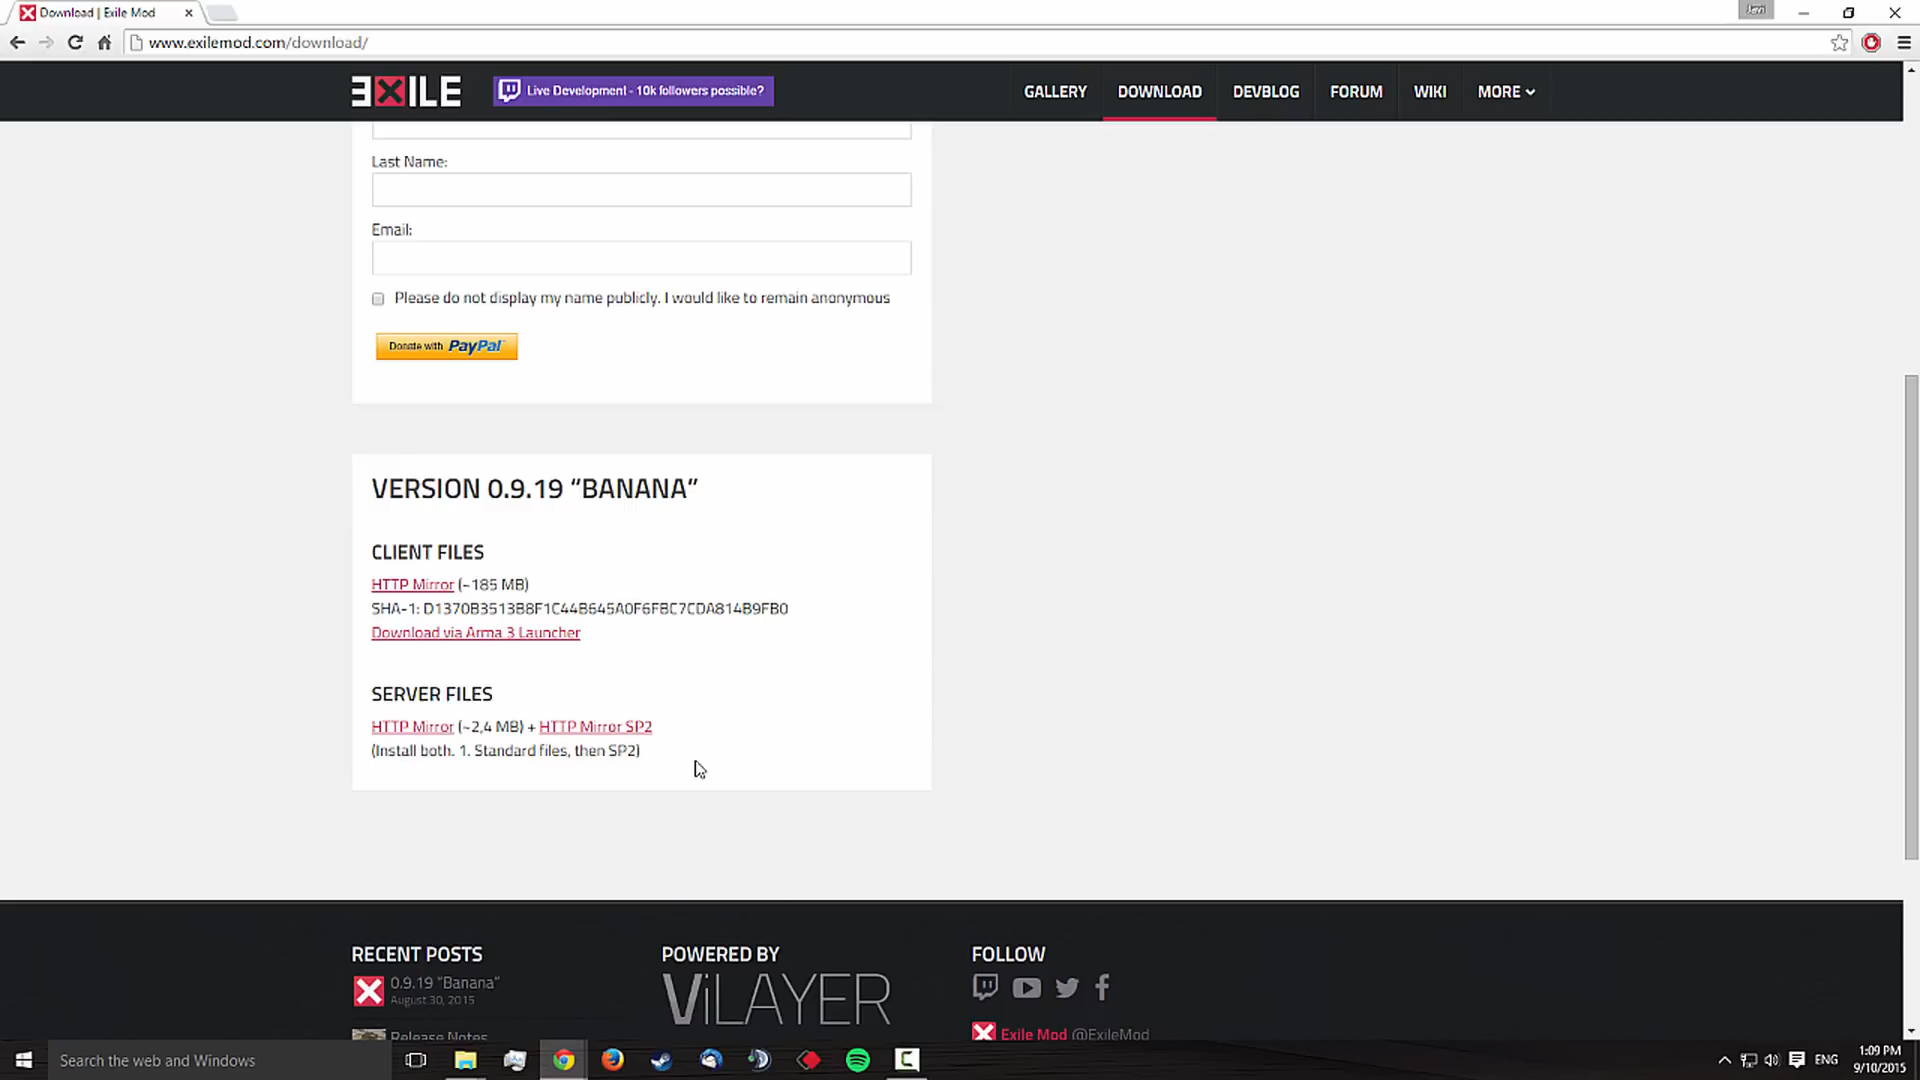 Download | Exile Mod
Javi
www.exilemod.com/download/
EXILE
Live Development - 10k followers possible?
GALLERY
DOWNLOAD
DEVBLOG
FORUM
WIKI
MORE
Last Name:
Email:
Please do not display my name publicly. I would like to remain anonymous
Donate with PayPal
VERSION 0.9.19 “BANANA”
CLIENT FILES
HTTP Mirror (~185 MB)
SHA-1: D1370B3513B8F1C44B645A0F6FBC7CDA814B9FB0
Download via Arma 3 Launcher
SERVER FILES
HTTP Mirror (~2,4 MB) + HTTP Mirror SP2
(Install both. 1. Standard files, then SP2)
RECENT POSTS
0.9.19 “Banana”
August 30, 2015
Release Notes
POWERED BY
ViLAYER
FOLLOW
Exile Mod @ExileMod
Search the web and Windows
ENG
1:09 PM
9/10/2015